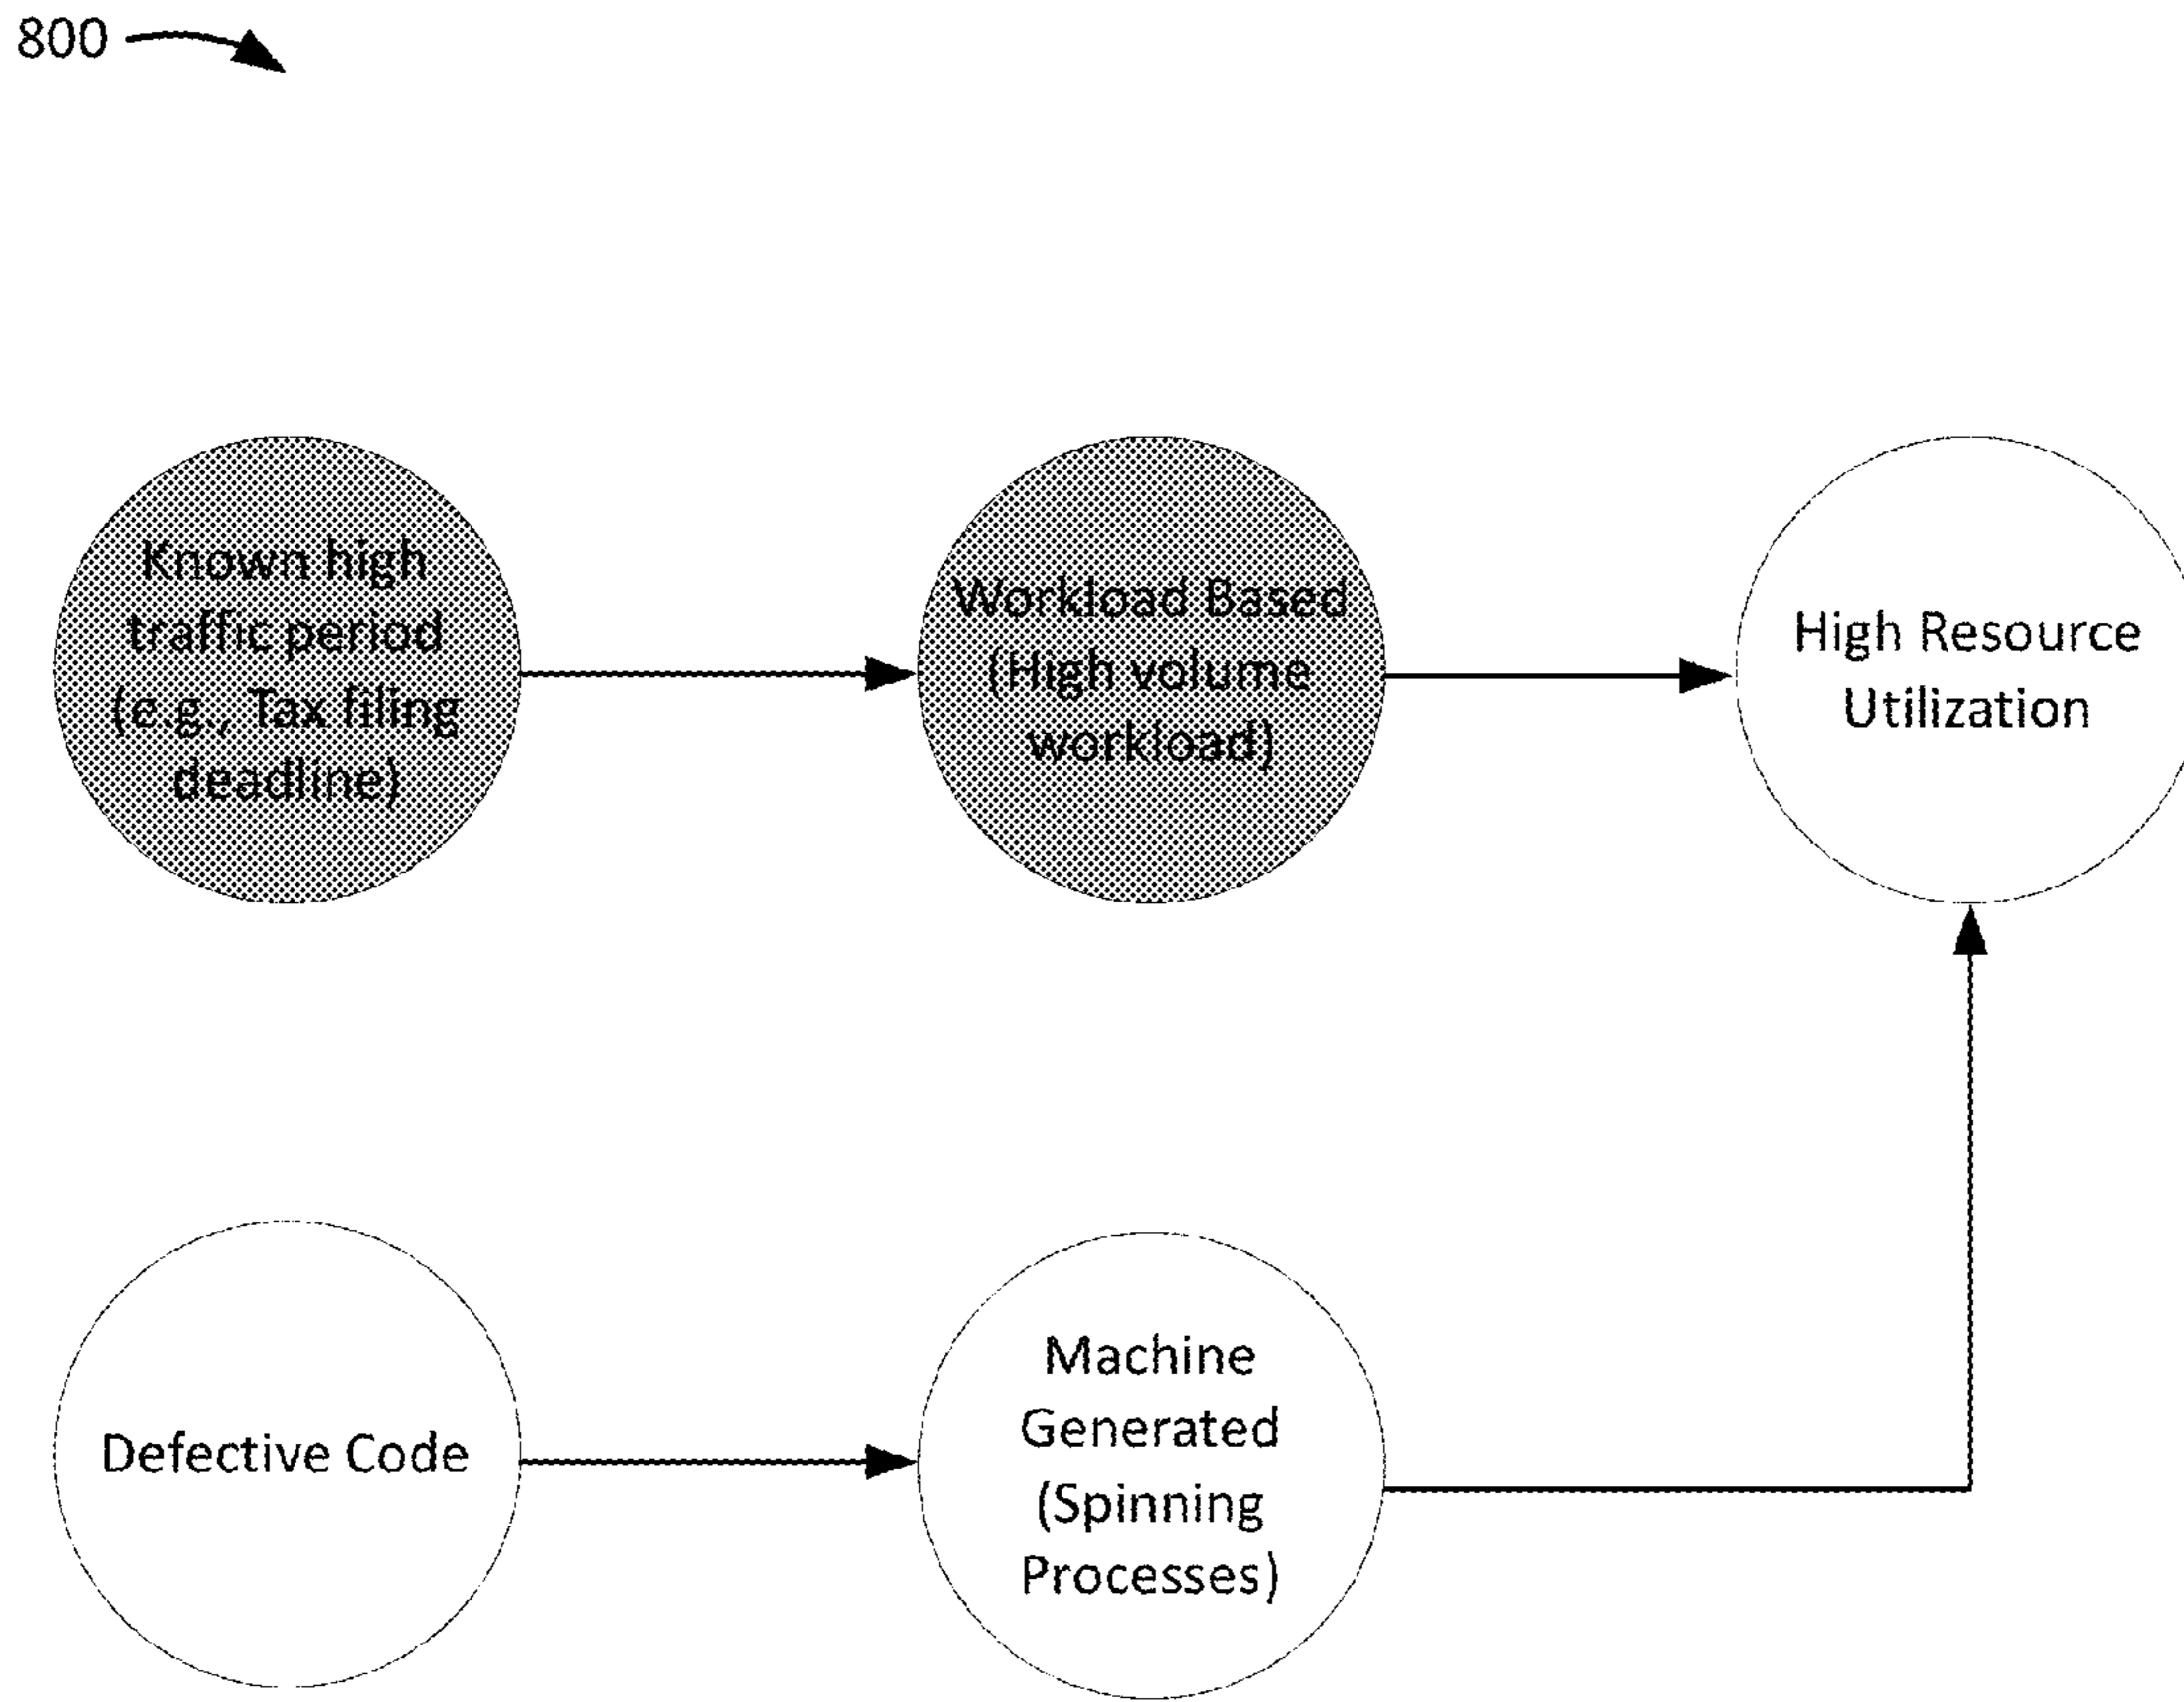 800
Known high
traffic period
(e.g., Tax filing
deadline)
Workload Based
(High volume
workload)
High Resource
Utilization
Defective Code
Machine
Generated
(Spinning
Processes)